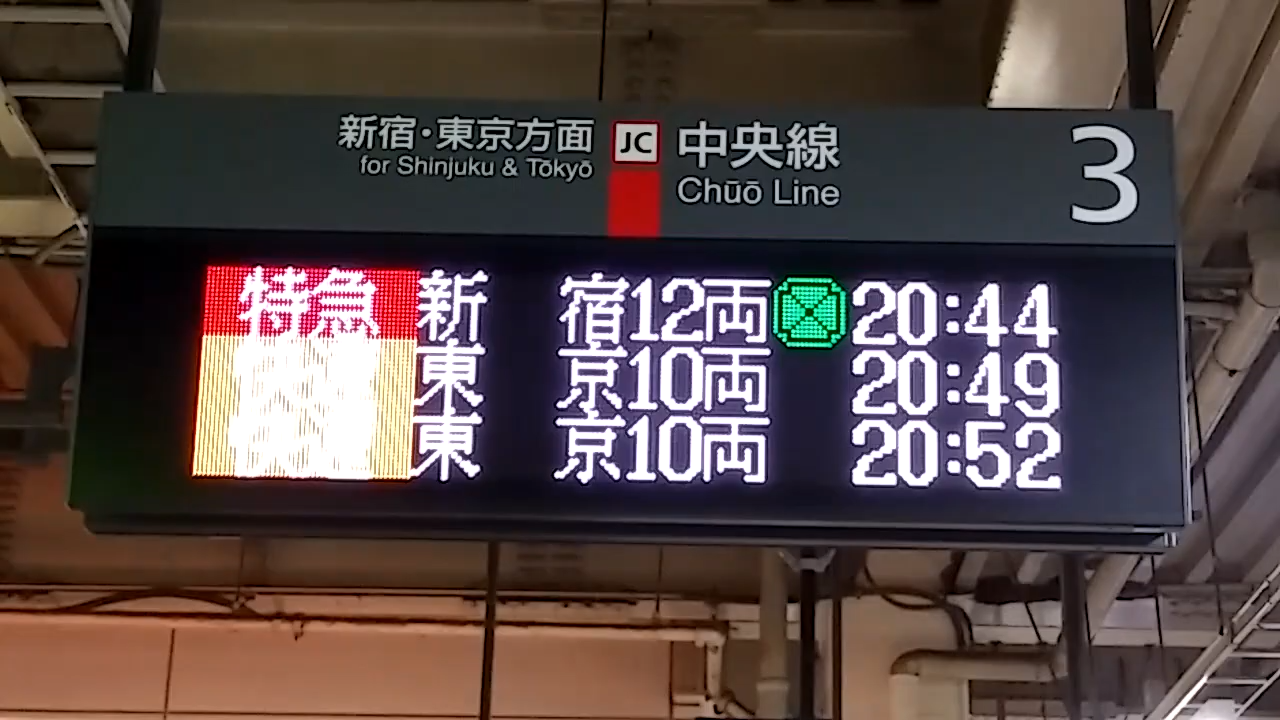 新宿・東京方面 JC 中央線 3
for Shinjuku & Tōkyō Chūō Line
特急 新 宿 12両 20:44
東 京 10両 20:49
東 京 10両 20:52